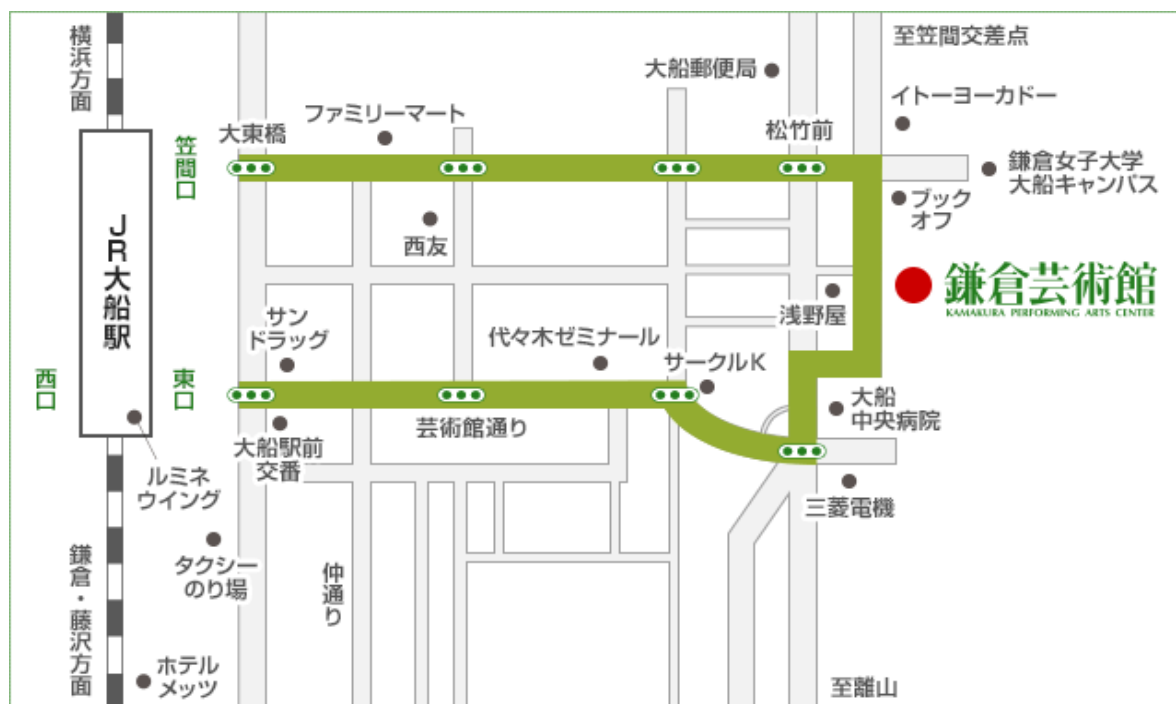 横浜方面
至笠間交差点
大船郵便局
イトーヨーカドー
ファミリーマート
大東橋
松竹前
笠間口
鎌倉女子大学
大船キャンパス
ブック
オフ
JR大船駅
西友
鎌倉芸術館
KAMAKURA PERFORMING ARTS CENTER
浅野屋
サン
ドラッグ
代々木ゼミナール
サークルK
西口
東口
大船
中央病院
芸術館通り
大船駅前
交番
ルミネ
ウイング
三菱電機
タクシー
のり場
仲通り
鎌倉・藤沢方面
ホテル
メッツ
至離山